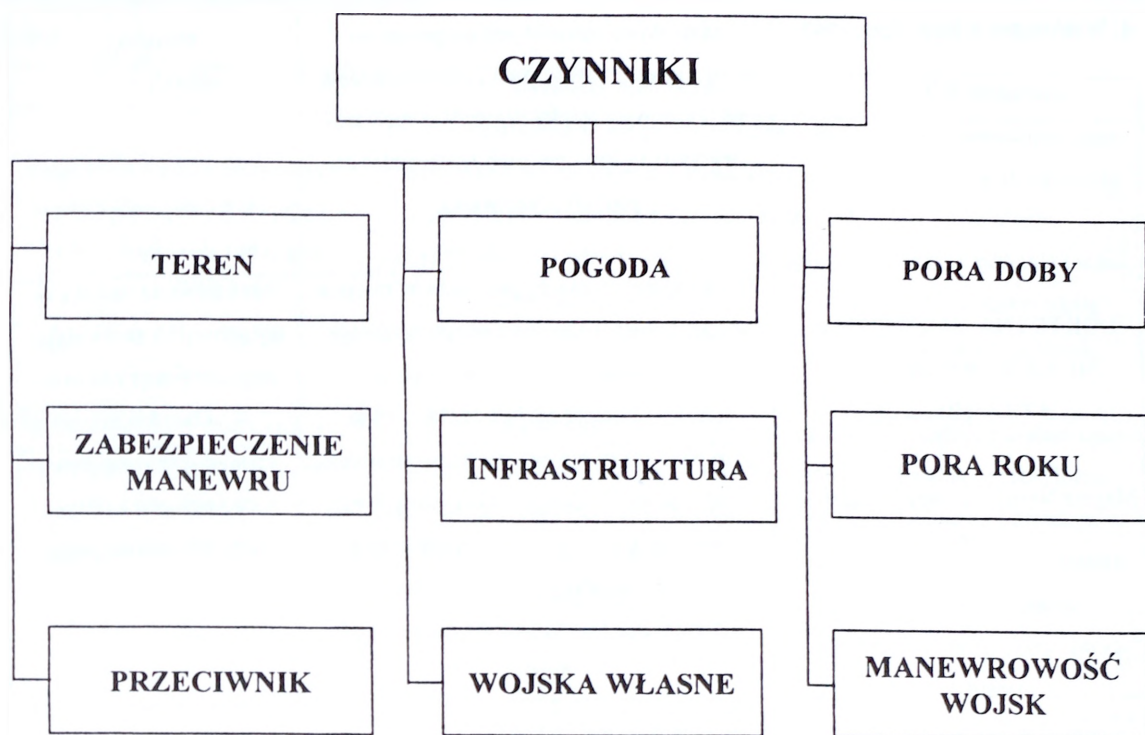 CZYNNIKI
TEREN
POGODA
PORA DOBY
ZABEZPIECZENIE
MANEWRU
INFRASTRUKTURA
PORA ROKU
PRZECIWNIK
WOJSKA WŁASNE
MANEWROWOŚĆ
WOJSK